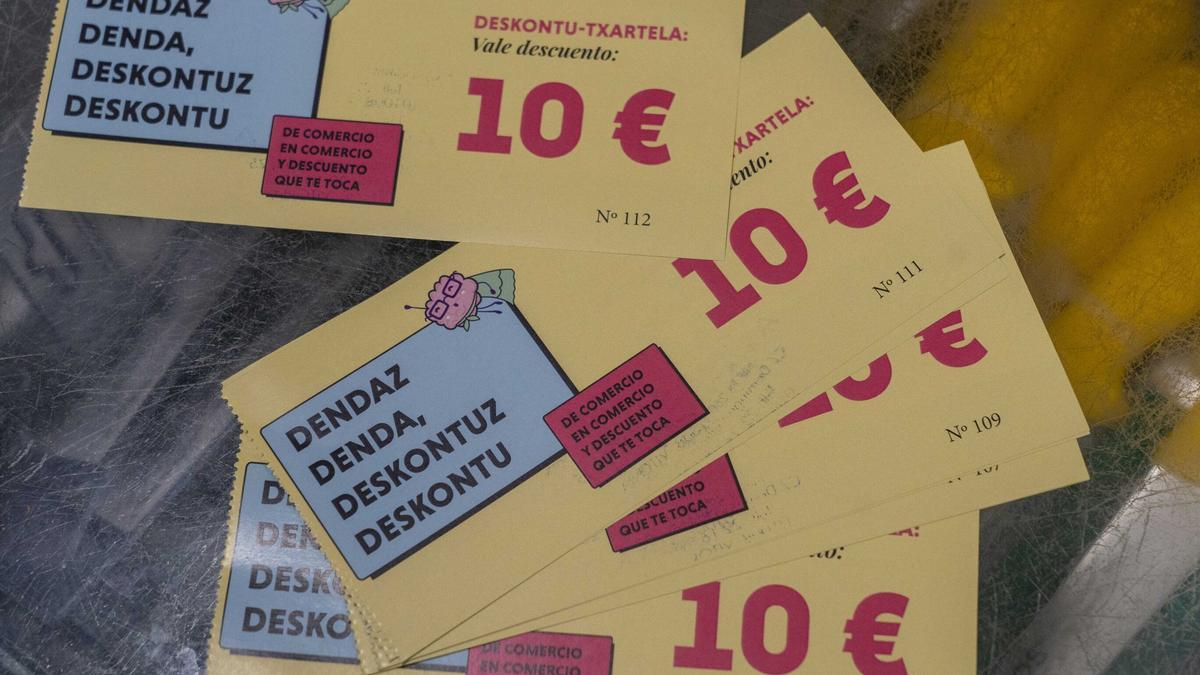 DENDAZ
DENDA,
DESKONTUZ
DESKONTU
DE COMERCIO
EN COMERCIO
Y DESCUENTO
QUE TE TOCA
DESKONTU-TXARTELA:
Vale descuento:
10 €
Nº 112
DENDAZ
DENDA,
DESKONTUZ
DESKONTU
DE COMERCIO
EN COMERCIO
Y DESCUENTO
QUE TE TOCA
XARTELA:
ento:
10 €
Nº 111
QUE TE TOCA
€
Nº 109
10 €
DE COMERCIO
EN COMERCIO